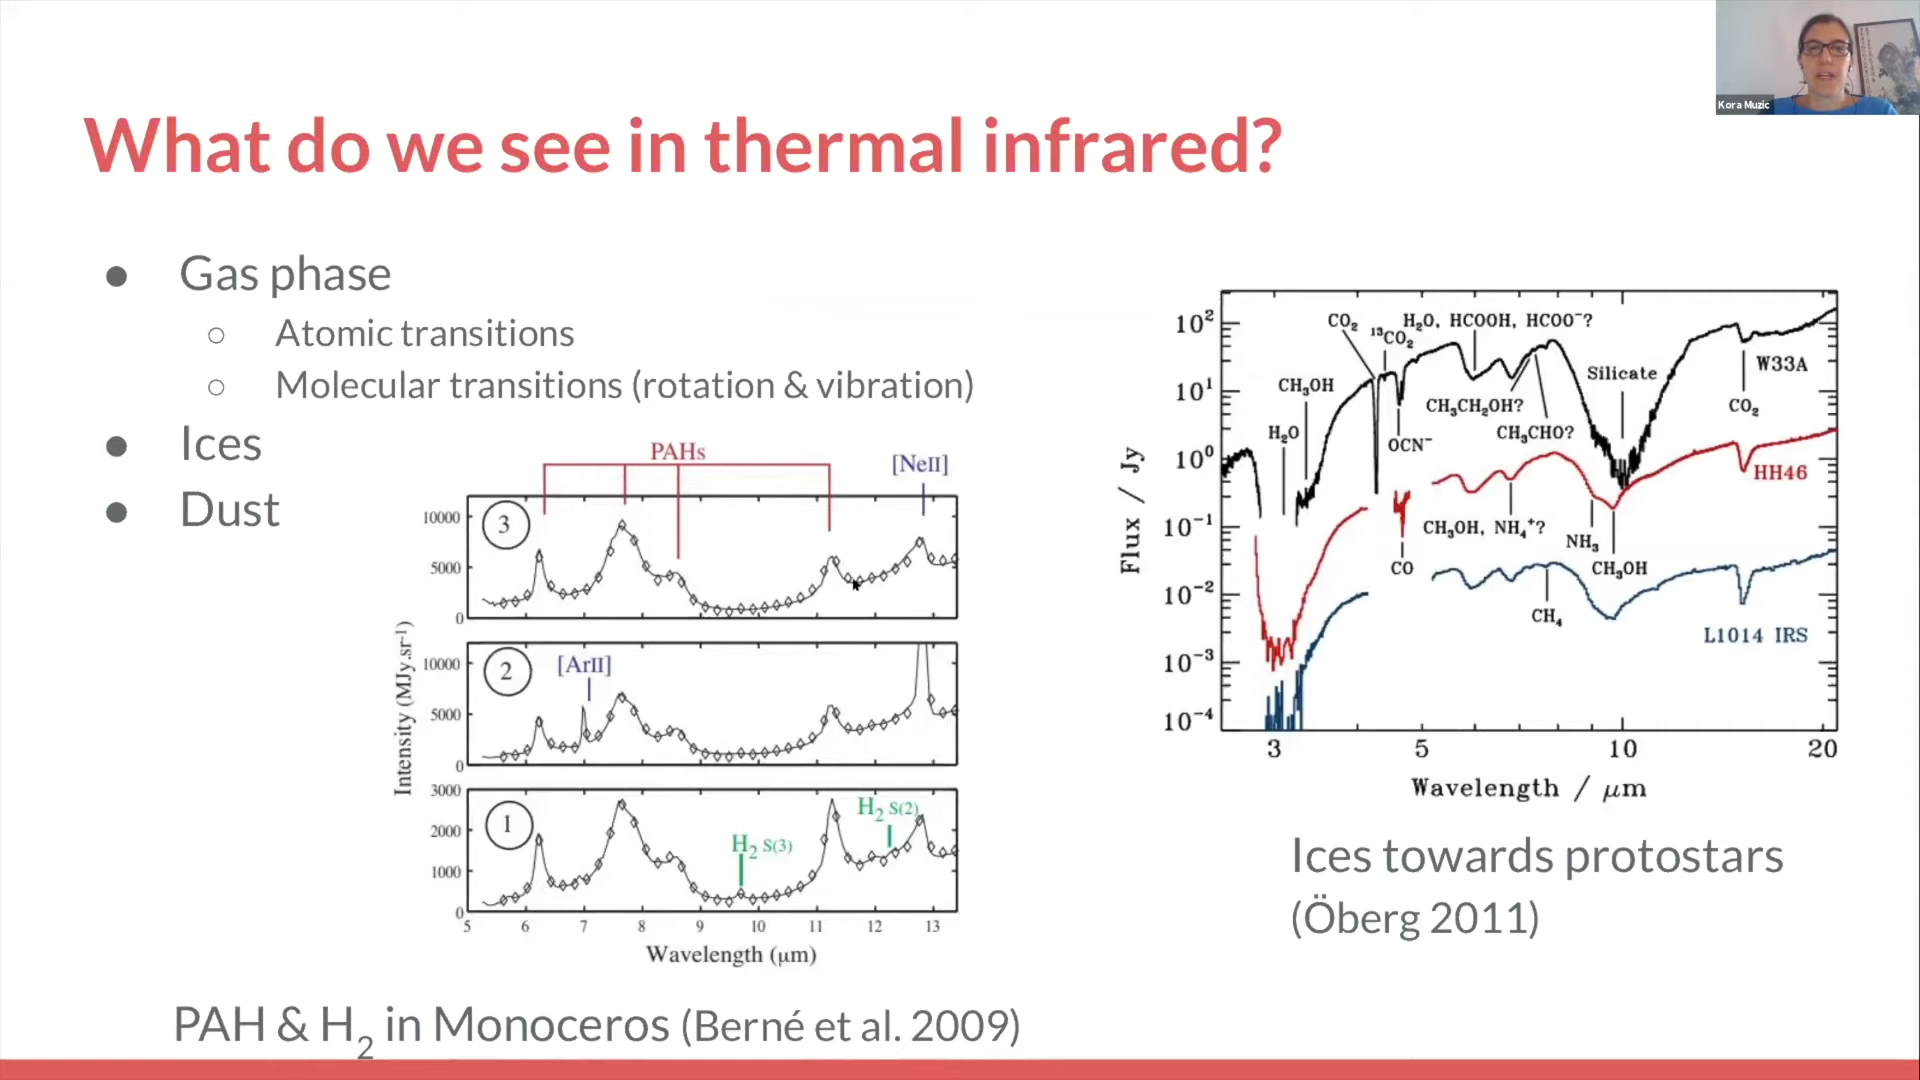 Kora Muzic
What do we see in thermal infrared?
● Gas phase
○ Atomic transitions
○ Molecular transitions (rotation & vibration)
● Ices
● Dust
PAHs
[NeII]
3
10000
5000
0
2
[ArII]
10000
5000
0
1
H₂ S(3)
H₂ S(2)
3000
2000
1000
0
5 6 7 8 9 10 11 12 13
Intensity (MJy.sr⁻¹)
Wavelength (μm)
PAH & H₂ in Monoceros (Berné et al. 2009)
CO₂
¹³CO₂
H₂O, HCOOH, HCOO⁻?
Silicate
W33A
CH₃OH
CH₃CH₂OH?
CO₂
H₂O
OCN⁻
CH₃CHO?
HH46
CH₃OH, NH₄⁺?
NH₃
CO
CH₃OH
CH₄
L1014 IRS
10²
10¹
10⁰
10⁻¹
10⁻²
10⁻³
10⁻⁴
Flux / Jy
3 5 10 20
Wavelength / μm
Ices towards protostars
(Öberg 2011)